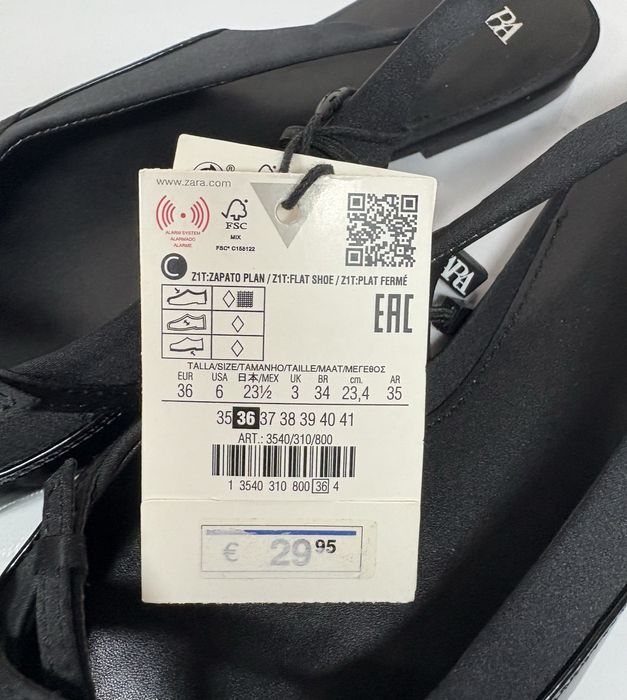 www.zara.com
ALARM SYSTEM
ALARMADO
ALARME
FSC
MIX
FSC® C155122
C
Z1T:ZAPATO PLAN / Z1T:FLAT SHOE / Z1T:PLAT FERMÉ
EAC
TALLA/SIZE/TAMANHO/TAILLE/MAAT/ΜΕΓΕΘΟΣ
EUR USA 日本/MEX UK BR cm. AR
36 6 23½ 3 34 23,4 35
35 36 37 38 39 40 41
ART.: 3540/310/800
1 3540 310 800 36 4
€ 29 95